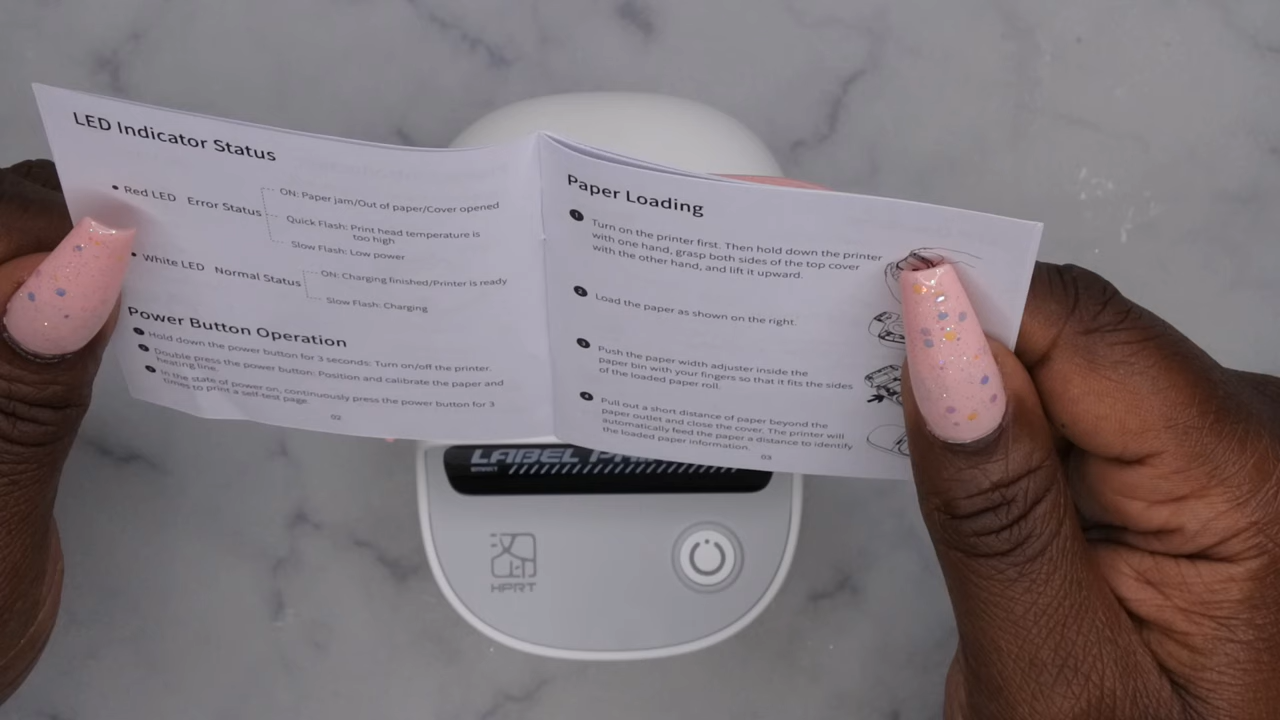 LED Indicator Status
• Red LED Error Status
ON: Paper jam/Out of paper/Cover opened
Quick Flash: Print head temperature is
too high
Slow Flash: Low power
• White LED Normal Status
ON: Charging finished/Printer is ready
Slow Flash: Charging
Power Button Operation
Hold down the power button for 3 seconds: Turn on/off the printer.
Double press the power button: Position and calibrate the paper and
heating line.
In the state of power on, continuously press the power button for 3
times to print a self-test page.
02
Paper Loading
1 Turn on the printer first. Then hold down the printer
with one hand, grasp both sides of the top cover
with the other hand, and lift it upward.
2 Load the paper as shown on the right.
3 Push the paper width adjuster inside the
paper bin with your fingers so that it fits the sides
of the loaded paper roll.
4 Pull out a short distance of paper beyond the
paper outlet and close the cover. The printer will
automatically feed the paper a distance to identify
the loaded paper information.
03
LABEL
SMART
HPRT